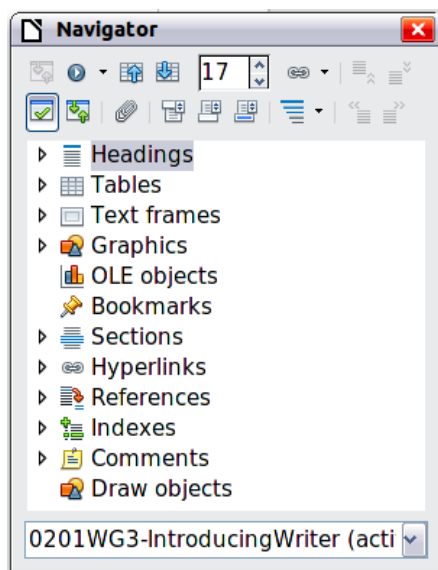 Navigator
17
Headings
Tables
Text frames
Graphics
OLE objects
Bookmarks
Sections
Hyperlinks
References
Indexes
Comments
Draw objects
0201WG3-IntroducingWriter (acti